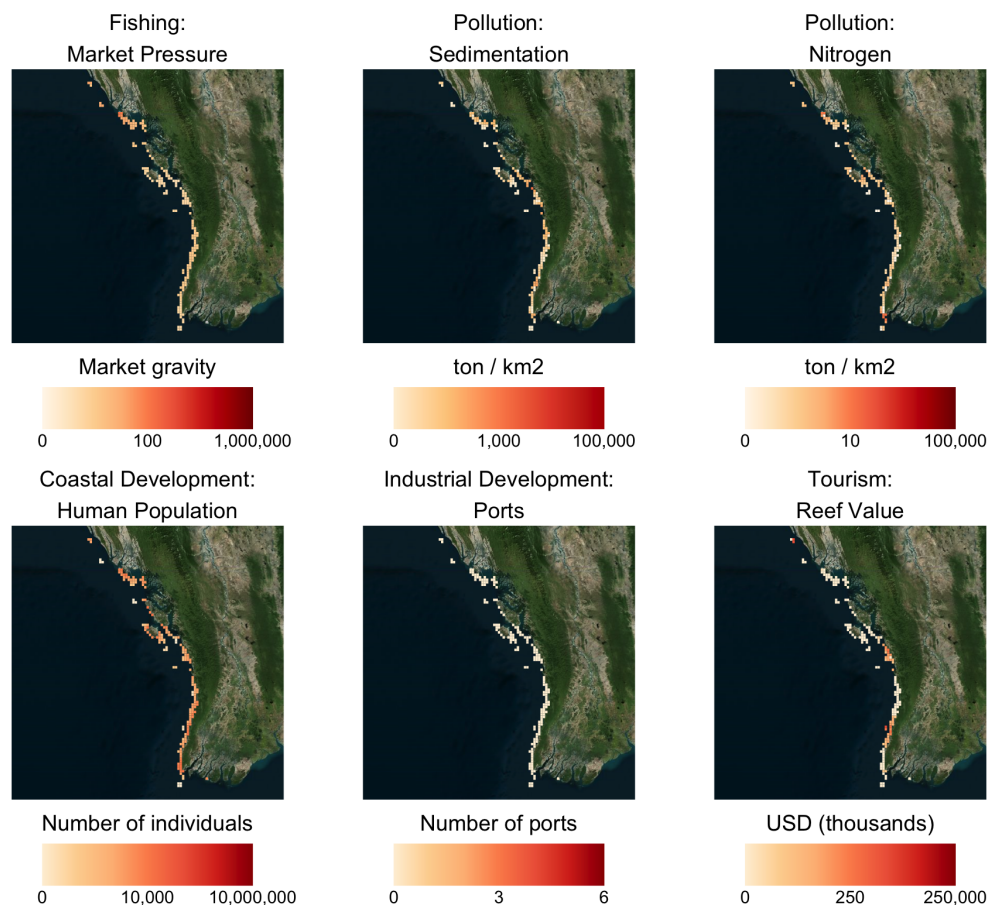 Fishing:
Market Pressure
Pollution:
Sedimentation
Pollution:
Nitrogen
Market gravity
0 100 1,000,000
ton / km2
0 1,000 100,000
ton / km2
0 10 100,000
Coastal Development:
Human Population
Industrial Development:
Ports
Tourism:
Reef Value
Number of individuals
0 10,000 10,000,000
Number of ports
0 3 6
USD (thousands)
0 250 250,000